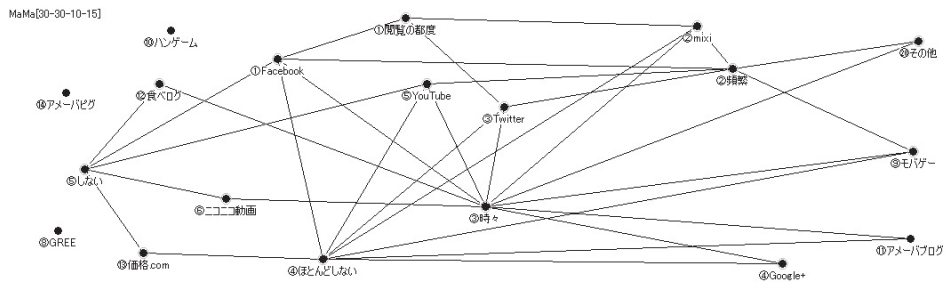 MaMa[30-30-10-15]
①閲覧の都度
⑩ハンゲーム
②mixi
⑳その他
①Facebook
②頻繁
⑭アメーバピグ
⑫食べログ
⑤YouTube
③Twitter
⑨モバゲー
⑤しない
⑥ニコニコ動画
③時々
⑧GREE
⑪アメーバブログ
⑬価格.com
④ほとんどしない
④Google+